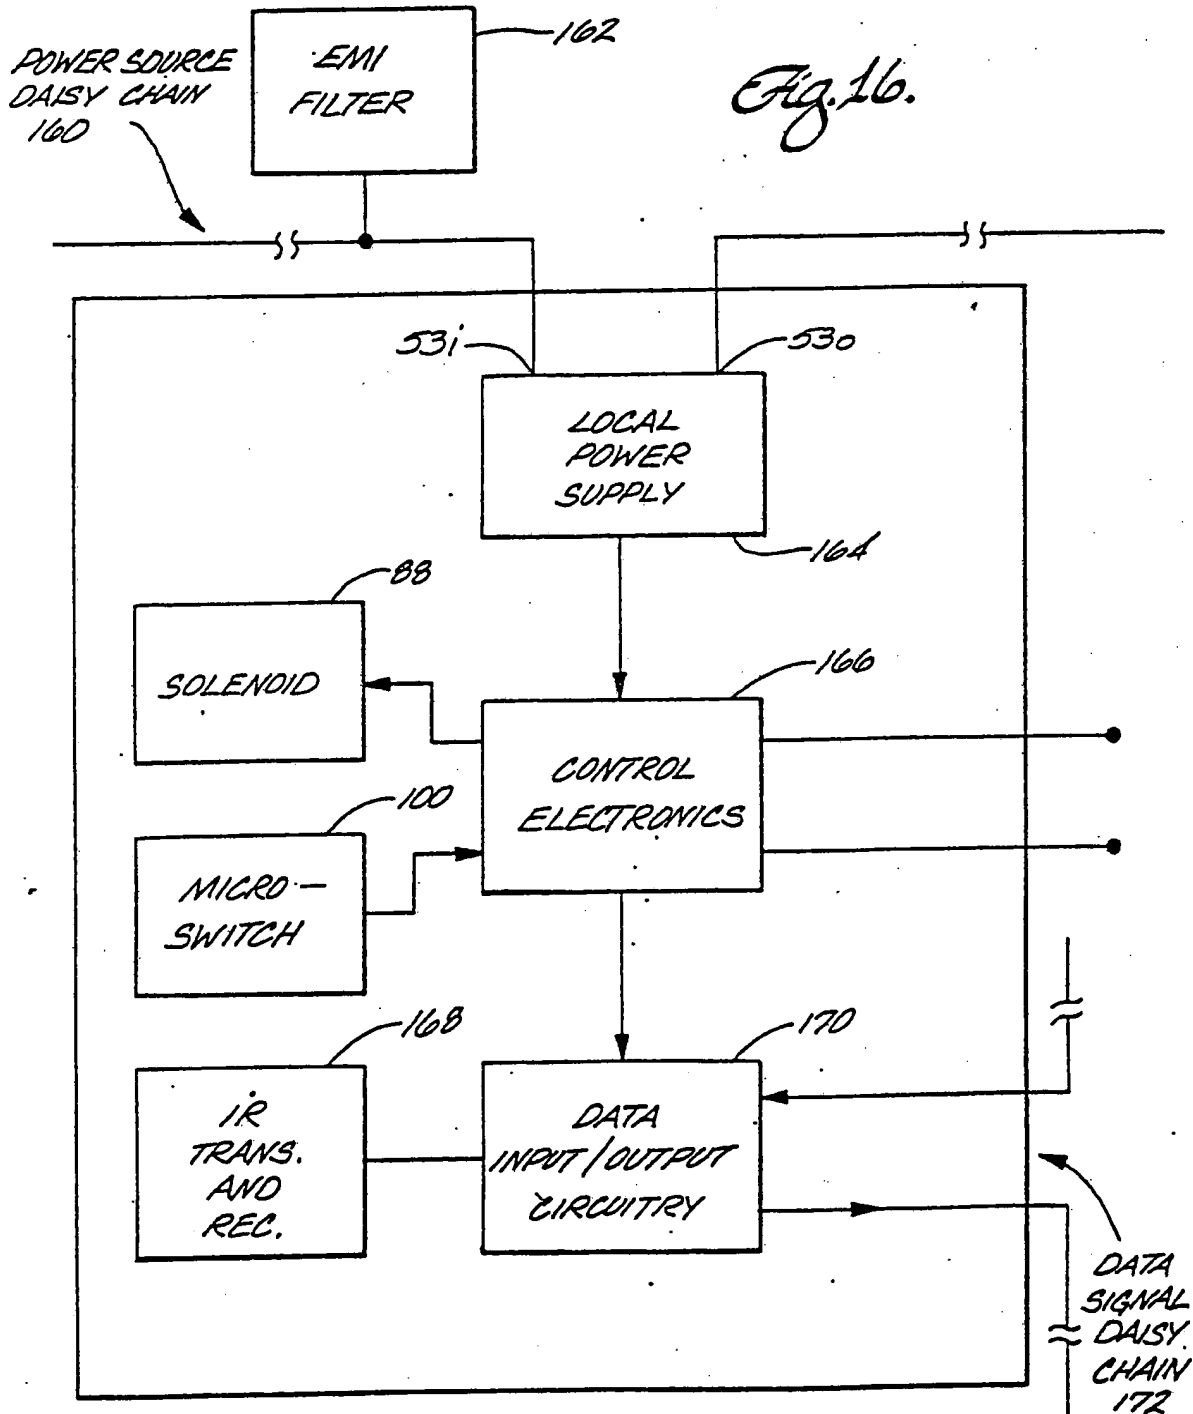 POWER SOURCE
DAISY CHAIN
160
EMI
FILTER
162
Fig. 16.
53i
53o
LOCAL
POWER
SUPPLY
164
88
SOLENOID
166
CONTROL
ELECTRONICS
100
MICRO-
SWITCH
168
IR
TRANS.
AND
REC.
170
DATA
INPUT/OUTPUT
CIRCUITRY
DATA
SIGNAL
DAISY
CHAIN
172